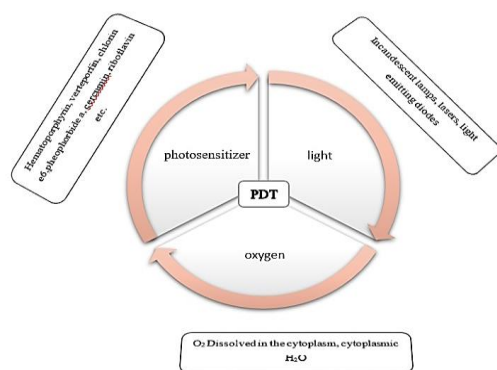 Hematoporphyrin, verteporfin, chlorin
e6,pheophorbide a, cercumin, riboflavin
etc.
Incandescent lamps, lasers, light
emitting diodes
photosensitizer
light
PDT
oxygen
O₂ Dissolved in the cytoplasm, cytoplasmic
H₂O